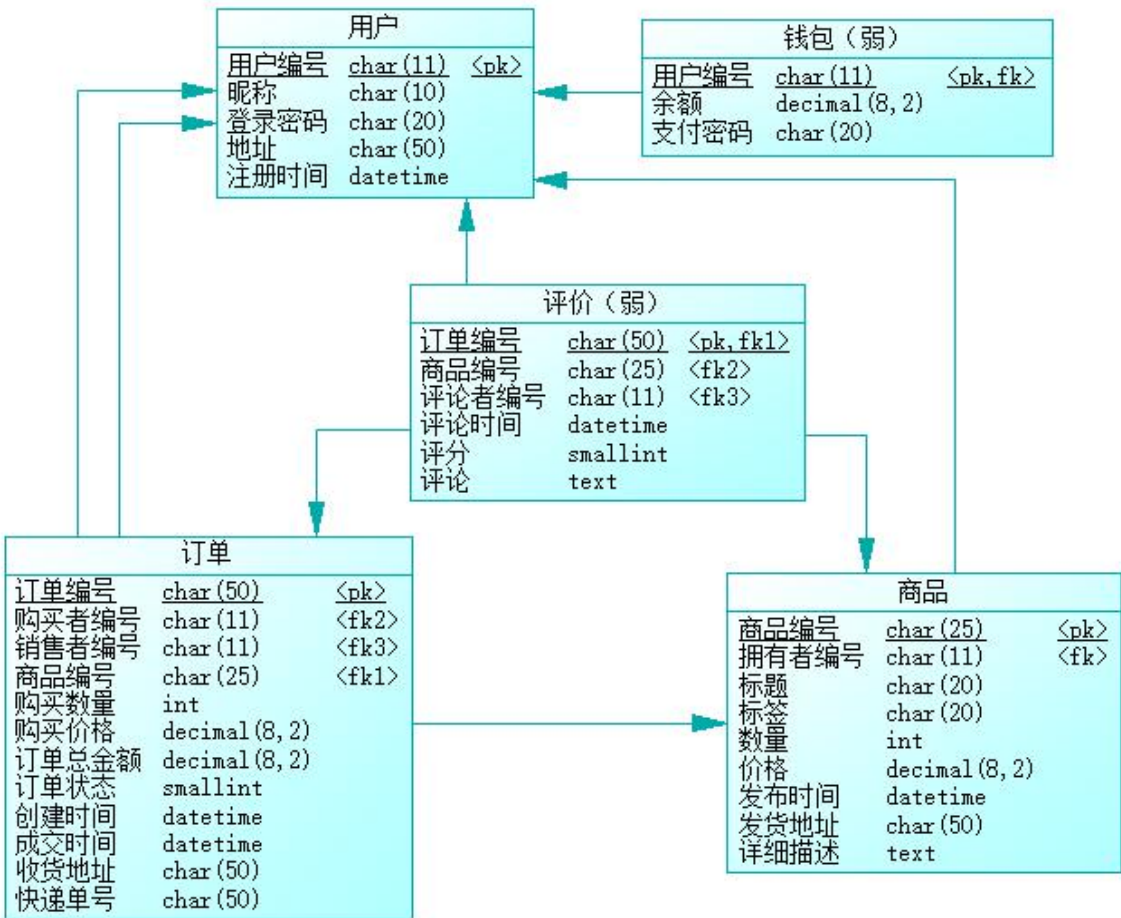 用户
用户编号 char(11) <pk>
昵称 char(10)
登录密码 char(20)
地址 char(50)
注册时间 datetime
钱包（弱）
用户编号 char(11) <pk,fk>
余额 decimal(8,2)
支付密码 char(20)
评价（弱）
订单编号 char(50) <pk,fk1>
商品编号 char(25) <fk2>
评论者编号 char(11) <fk3>
评论时间 datetime
评分 smallint
评论 text
订单
订单编号 char(50) <pk>
购买者编号 char(11) <fk2>
销售者编号 char(11) <fk3>
商品编号 char(25) <fk1>
购买数量 int
购买价格 decimal(8,2)
订单总金额 decimal(8,2)
订单状态 smallint
创建时间 datetime
成交时间 datetime
收货地址 char(50)
快递单号 char(50)
商品
商品编号 char(25) <pk>
拥有者编号 char(11) <fk>
标题 char(20)
标签 char(20)
数量 int
价格 decimal(8,2)
发布时间 datetime
发货地址 char(50)
详细描述 text